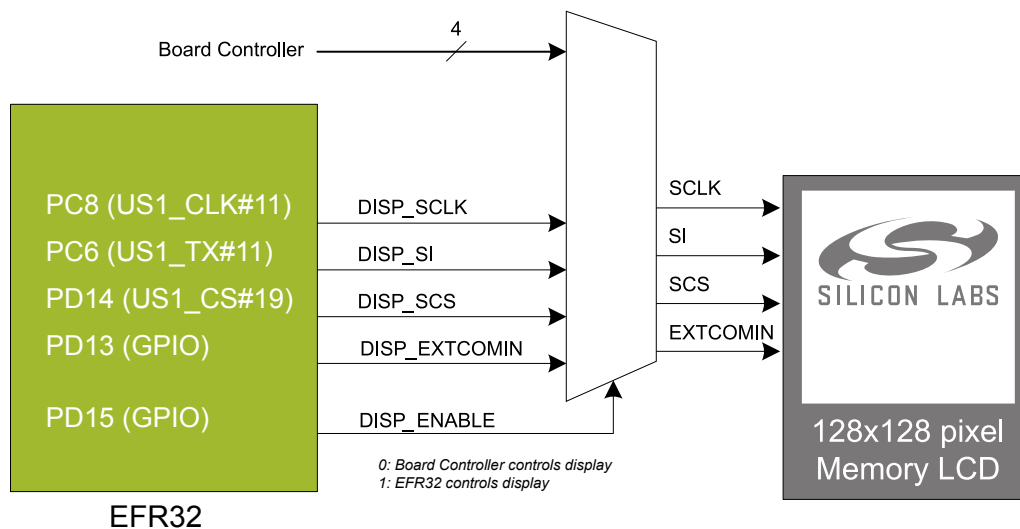 4
Board Controller
PC8 (US1_CLK#11)
DISP_SCLK
SCLK
PC6 (US1_TX#11)
DISP_SI
SI
PD14 (US1_CS#19)
DISP_SCS
SCS
SILICON LABS
PD13 (GPIO)
DISP_EXTCOMIN
EXTCOMIN
PD15 (GPIO)
DISP_ENABLE
128x128 pixel
Memory LCD
0: Board Controller controls display
1: EFR32 controls display
EFR32